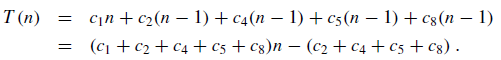 T(n) = c₁n + c₂(n − 1) + c₄(n − 1) + c₅(n − 1) + c₈(n − 1)
= (c₁ + c₂ + c₄ + c₅ + c₈)n − (c₂ + c₄ + c₅ + c₈) .